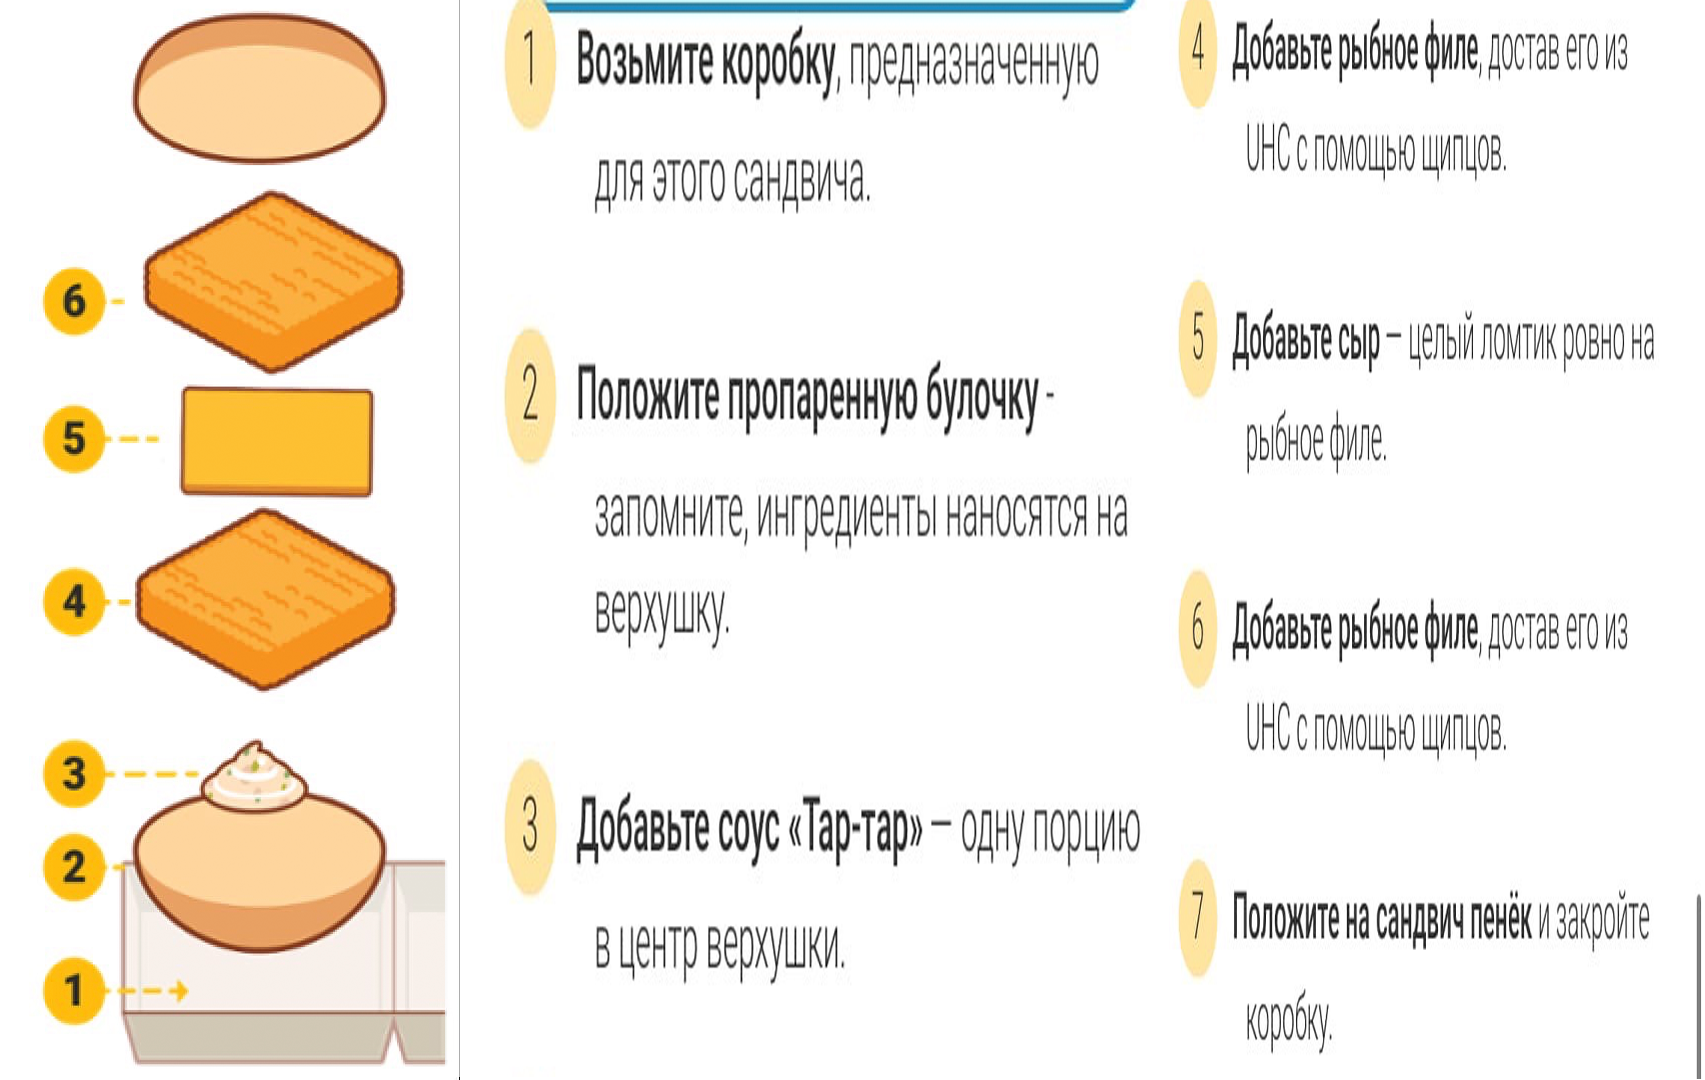 6
5
4
3
2
1
1 Возьмите коробку, предназначенную
для этого сандвича.
2 Положите пропаренную булочку -
запомните, ингредиенты наносятся на
верхушку.
3 Добавьте соус «Тар-тар» – одну порцию
в центр верхушки.
4 Добавьте рыбное филе, достав его из
UHC с помощью щипцов.
5 Добавьте сыр – целый ломтик ровно на
рыбное филе.
6 Добавьте рыбное филе, достав его из
UHC с помощью щипцов.
7 Положите на сандвич пенёк и закройте
коробку.